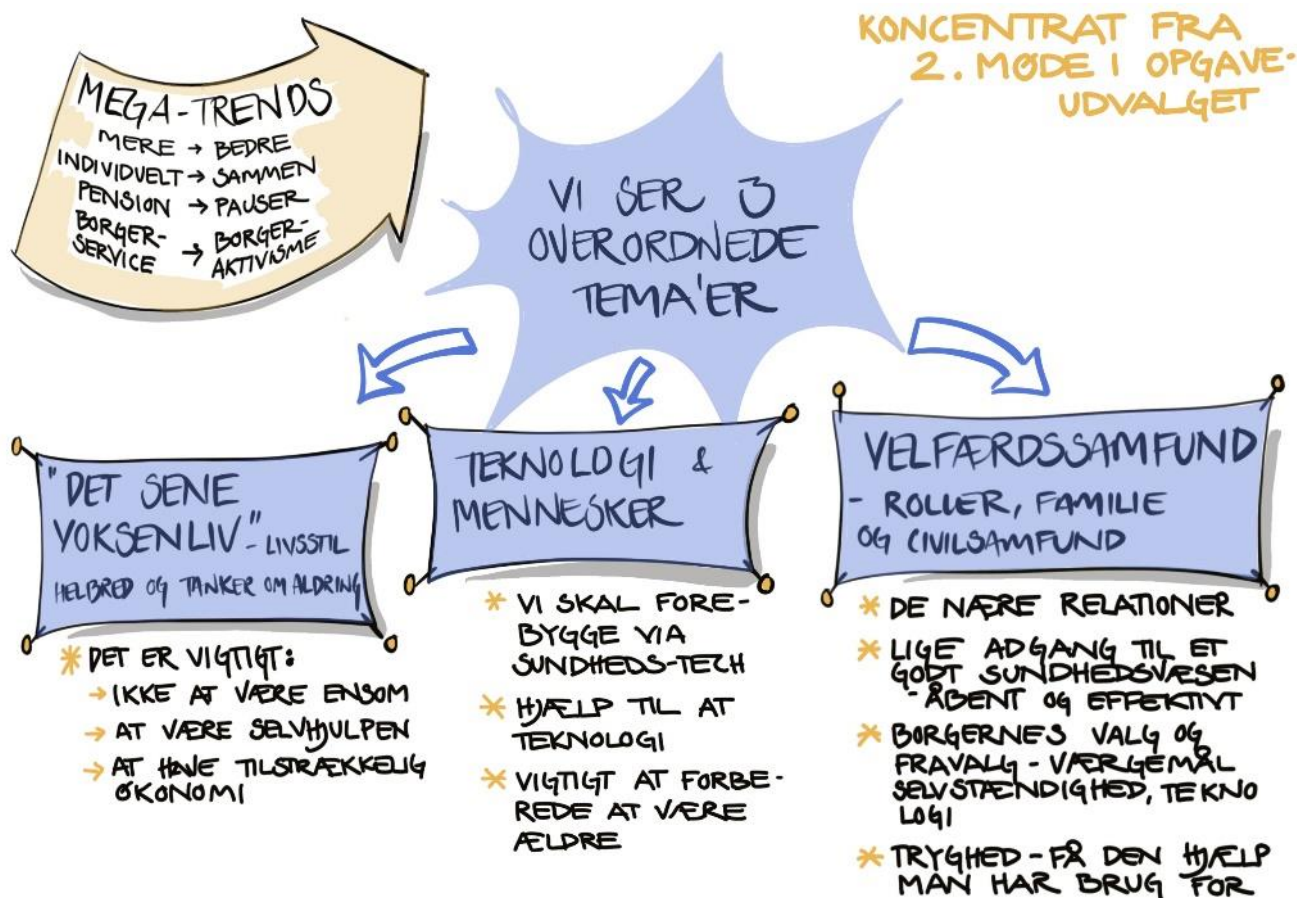 KONCENTRAT FRA
2. MØDE I OPGAVE-
UDVALGET
MEGA-TRENDS
MERE → BEDRE
INDIVIDUELT → SAMMEN
PENSION → PAUSER
BORGER-
SERVICE → BORGER-
AKTIVISME
VI SER 3
OVERORDNEDE
TEMA'ER
"DET SENE
VOKSENLIV" - LIVSSTIL
HELBRED OG TANKER OM ALDRING
* DET ER VIGTIGT:
→ IKKE AT VÆRE ENSOM
→ AT VÆRE SELVHJULPEN
→ AT HAVE TILSTRÆKKELIG
ØKONOMI
TEKNOLOGI &
MENNESKER
* VI SKAL FORE-
BYGGE VIA
SUNDHEDS-TECH
* HJÆLP TIL AT
TEKNOLOGI
* VIGTIGT AT FORBE-
REDE AT VÆRE
ÆLDRE
VELFÆRDSSAMFUND
- ROLLER, FAMILIE
OG CIVILSAMFUND
* DE NÆRE RELATIONER
* LIGE ADGANG TIL ET
GODT SUNDHEDSVÆSEN
- ÅBENT OG EFFEKTIVT
* BORGERNES VALG OG
FRAVALG - VÆRGEMÅL
SELVSTÆNDIGHED, TEKNO
LOGI
* TRYGHED - FÅ DEN HJÆLP
MAN HAR BRUG FOR